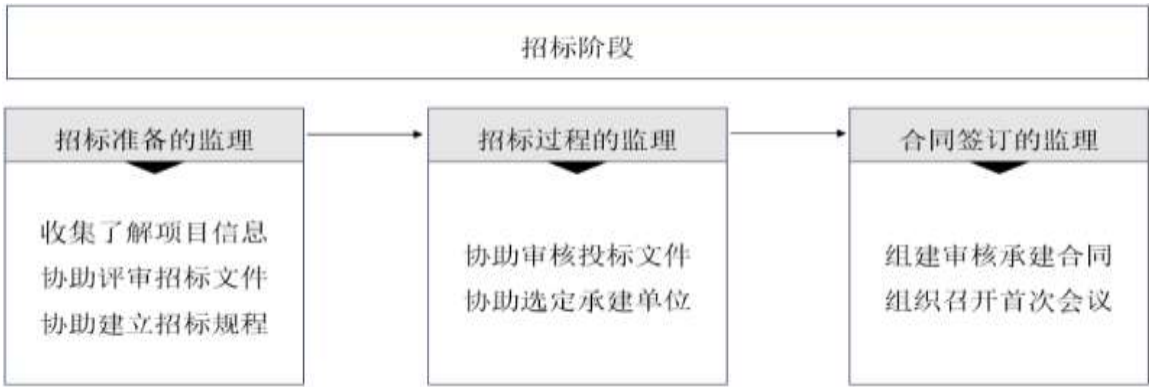 招标阶段
招标准备的监理
收集了解项目信息
协助评审招标文件
协助建立招标规程
招标过程的监理
协助审核投标文件
协助选定承建单位
合同签订的监理
组建审核承建合同
组织召开首次会议